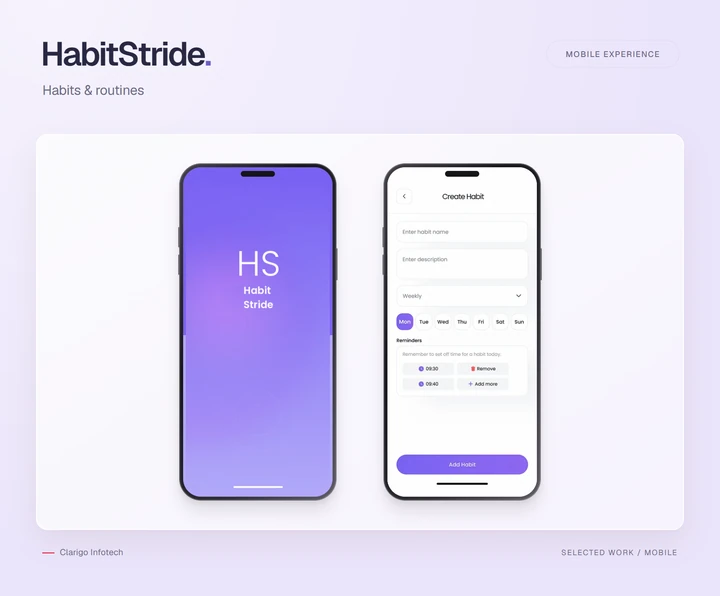 HabitStride.
MOBILE EXPERIENCE
Habits & routines
HS
Habit
Stride
Create Habit
Enter habit name
Enter description
Weekly
Mon Tue Wed Thu Fri Sat Sun
Reminders
Remember to set off time for a habit today.
09:30 Remove
09:40 Add more
Add Habit
Clarigo Infotech
SELECTED WORK / MOBILE